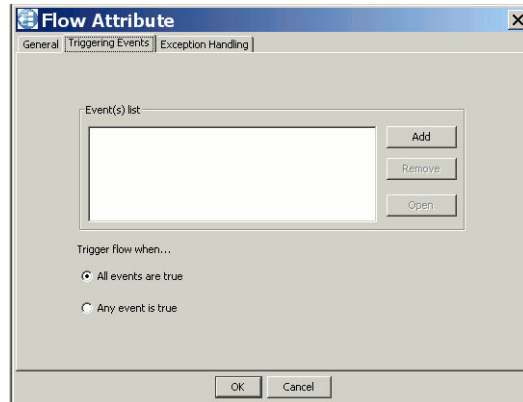 Flow Attribute
General Triggering Events Exception Handling
Event(s) list
Add
Remove
Open
Trigger flow when...
All events are true
Any event is true
OK Cancel